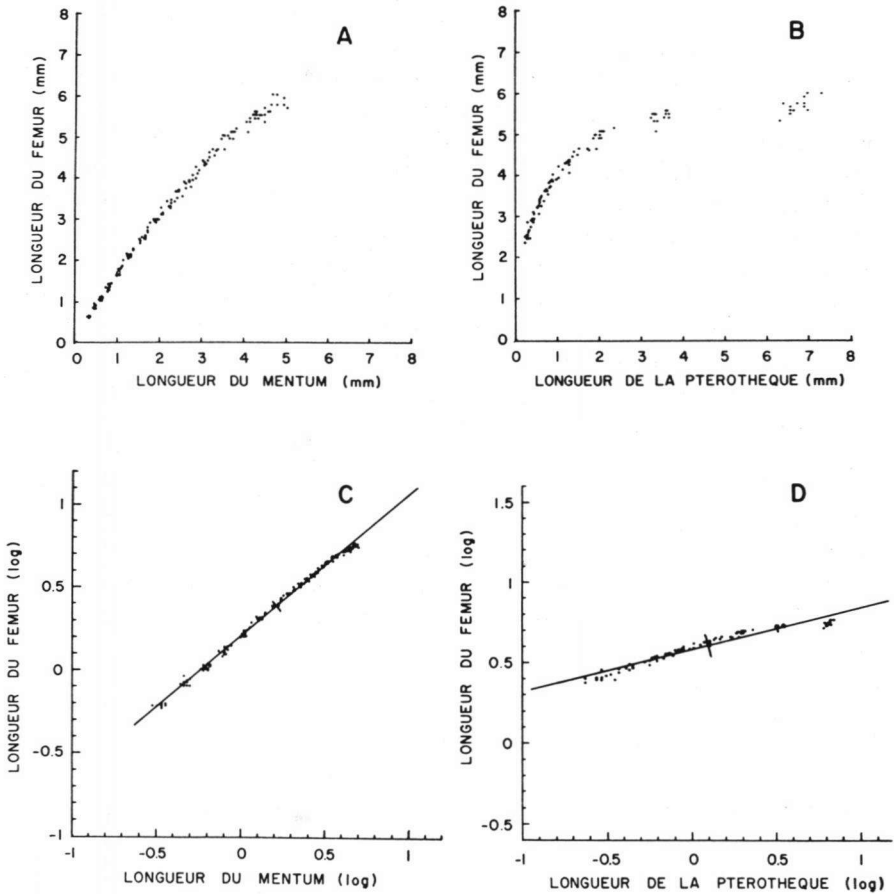 A
LONGUEUR DU FEMUR (mm)
8
7
6
5
4
3
2
1
0
0 1 2 3 4 5 6 7 8
LONGUEUR DU MENTUM (mm)
B
LONGUEUR DU FEMUR (mm)
8
7
6
5
4
3
2
1
0
0 1 2 3 4 5 6 7 8
LONGUEUR DE LA PTEROTHEQUE (mm)
C
LONGUEUR DU FEMUR (log)
1
0.5
0
-0.5
-1
-1 -0.5 0 0.5 1
LONGUEUR DU MENTUM (log)
D
LONGUEUR DU FEMUR (log)
1.5
1.0
0.5
0
-0.5
-1 -0.5 0 0.5 1
LONGUEUR DE LA PTEROTHEQUE (log)